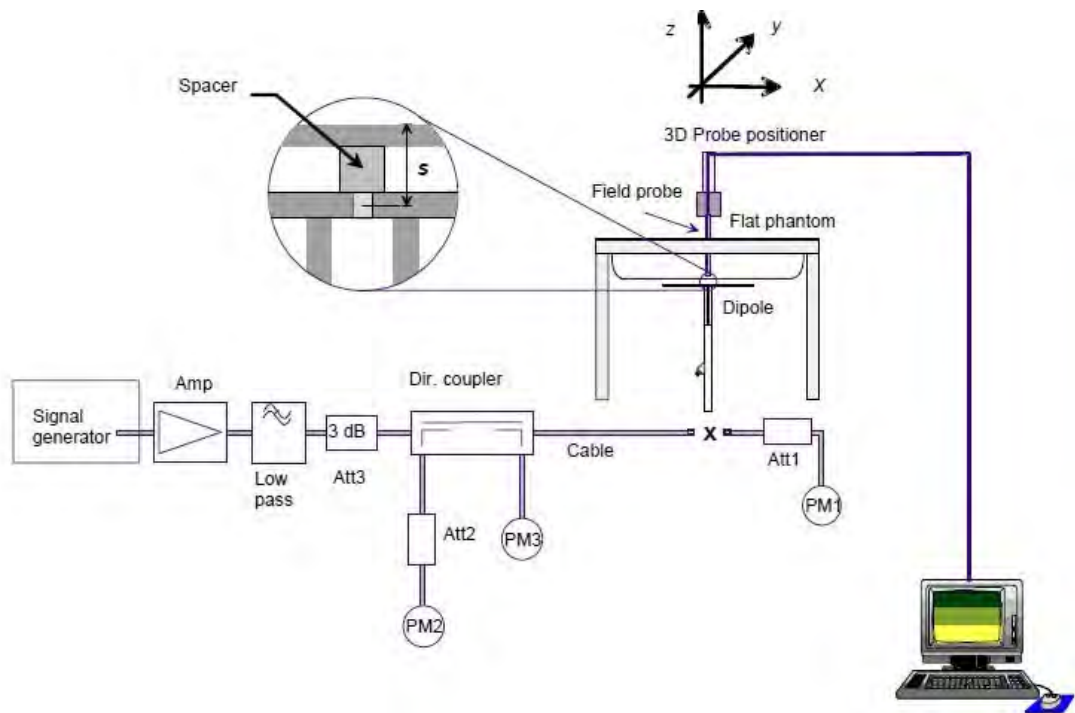 z
y
x
Spacer
s
3D Probe positioner
Field probe
Flat phantom
Dipole
Signal
generator
Amp
Low
pass
3 dB
Att3
Dir. coupler
Cable
x
Att1
PM1
Att2
PM3
PM2